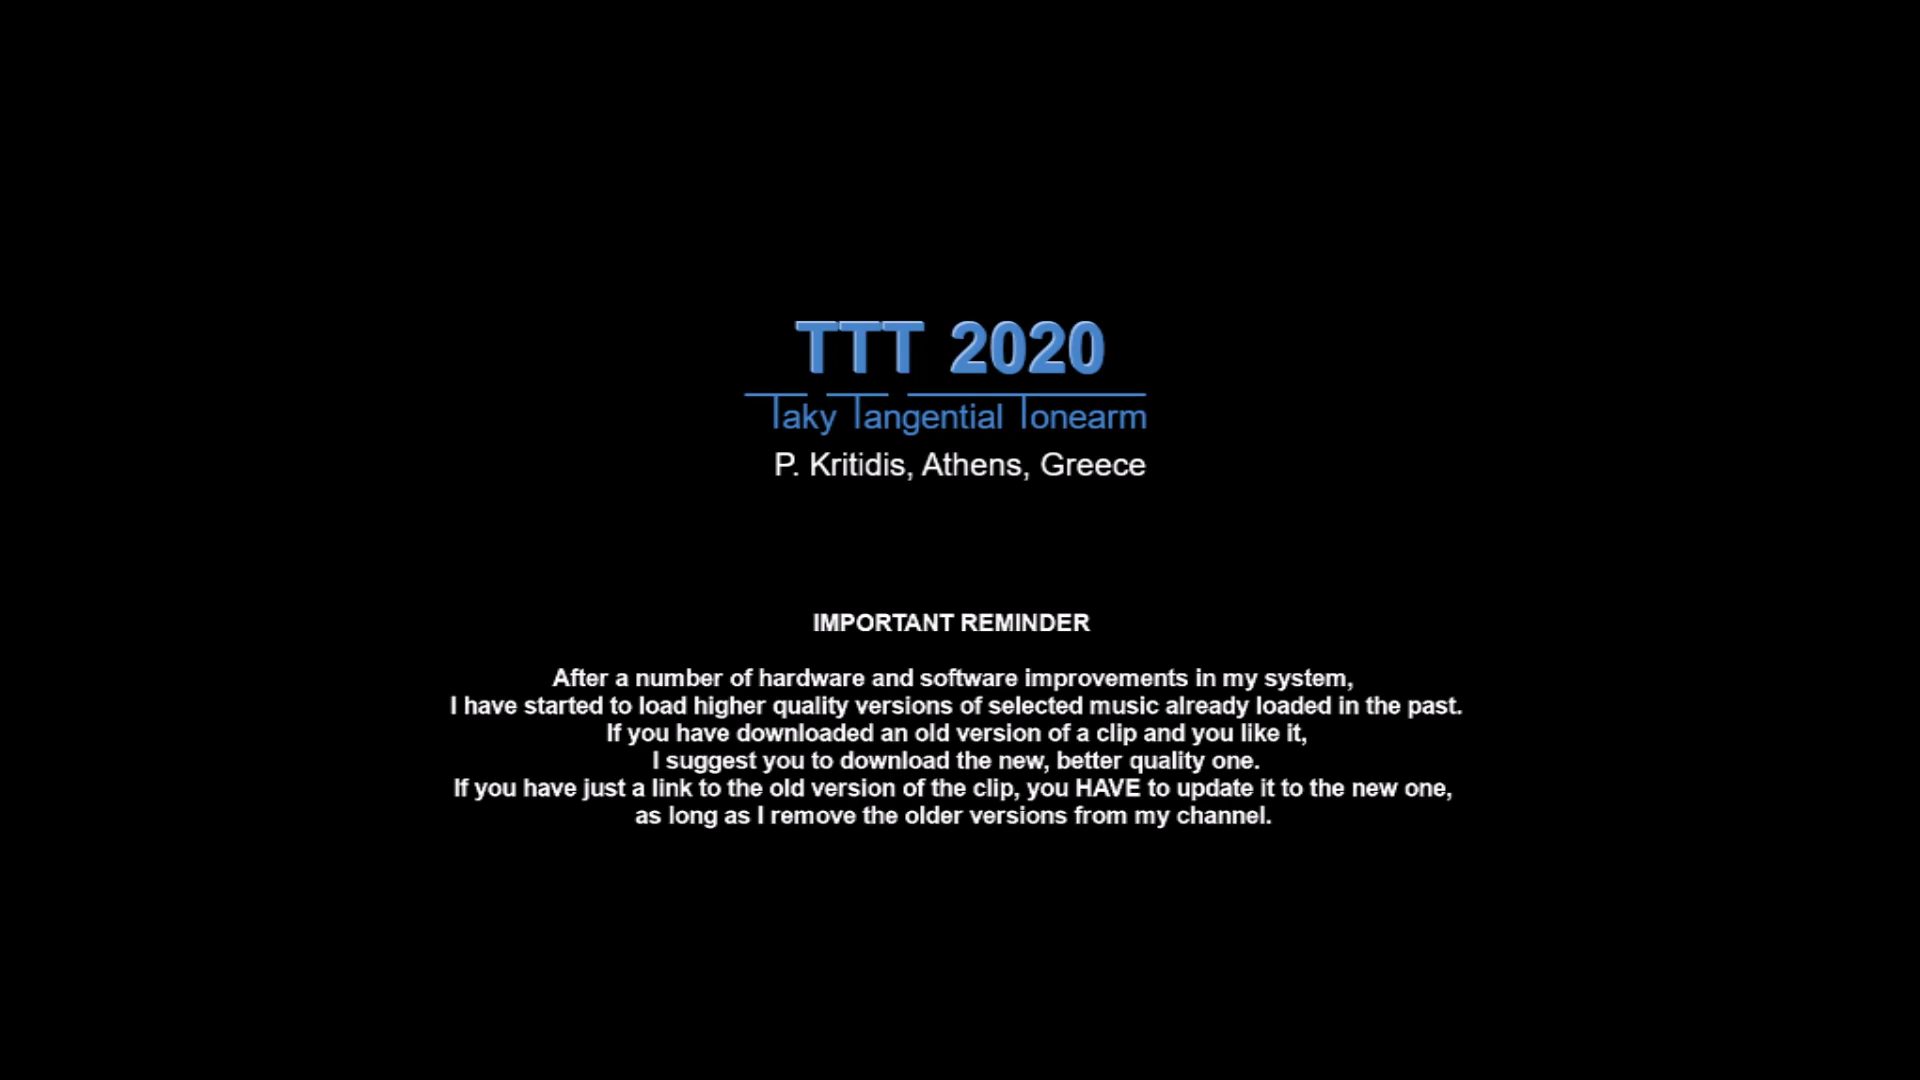 TTT 2020
Taky Tangential Tonearm
P. Kritidis, Athens, Greece
IMPORTANT REMINDER
After a number of hardware and software improvements in my system,
I have started to load higher quality versions of selected music already loaded in the past.
If you have downloaded an old version of a clip and you like it,
I suggest you to download the new, better quality one.
If you have just a link to the old version of the clip, you HAVE to update it to the new one,
as long as I remove the older versions from my channel.